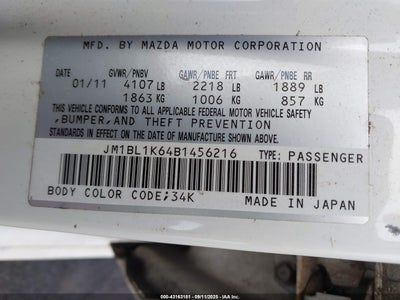 MFD. BY MAZDA MOTOR CORPORATION
GVWR/PNBV GAWR/PNBE FRT GAWR/PNBE RR
01/11 4107 LB 2218 LB 1889 LB
1863 KG 1006 KG 857 KG
THIS VEHICLE CONFORMS TO ALL APPLICABLE FEDERAL MOTOR VEHICLE SAFETY,
,BUMPER,AND THEFT PREVENTION
STANDARDS IN EFFECT ON THE DATE OF MANUFACTURE SHOWN ABOVE.
JM1BL1K64B1456216 TYPE: PASSENGER
BODY COLOR CODE;34K
MADE IN JAPAN
000-43163181 - 09/11/2025 - IAA Inc.